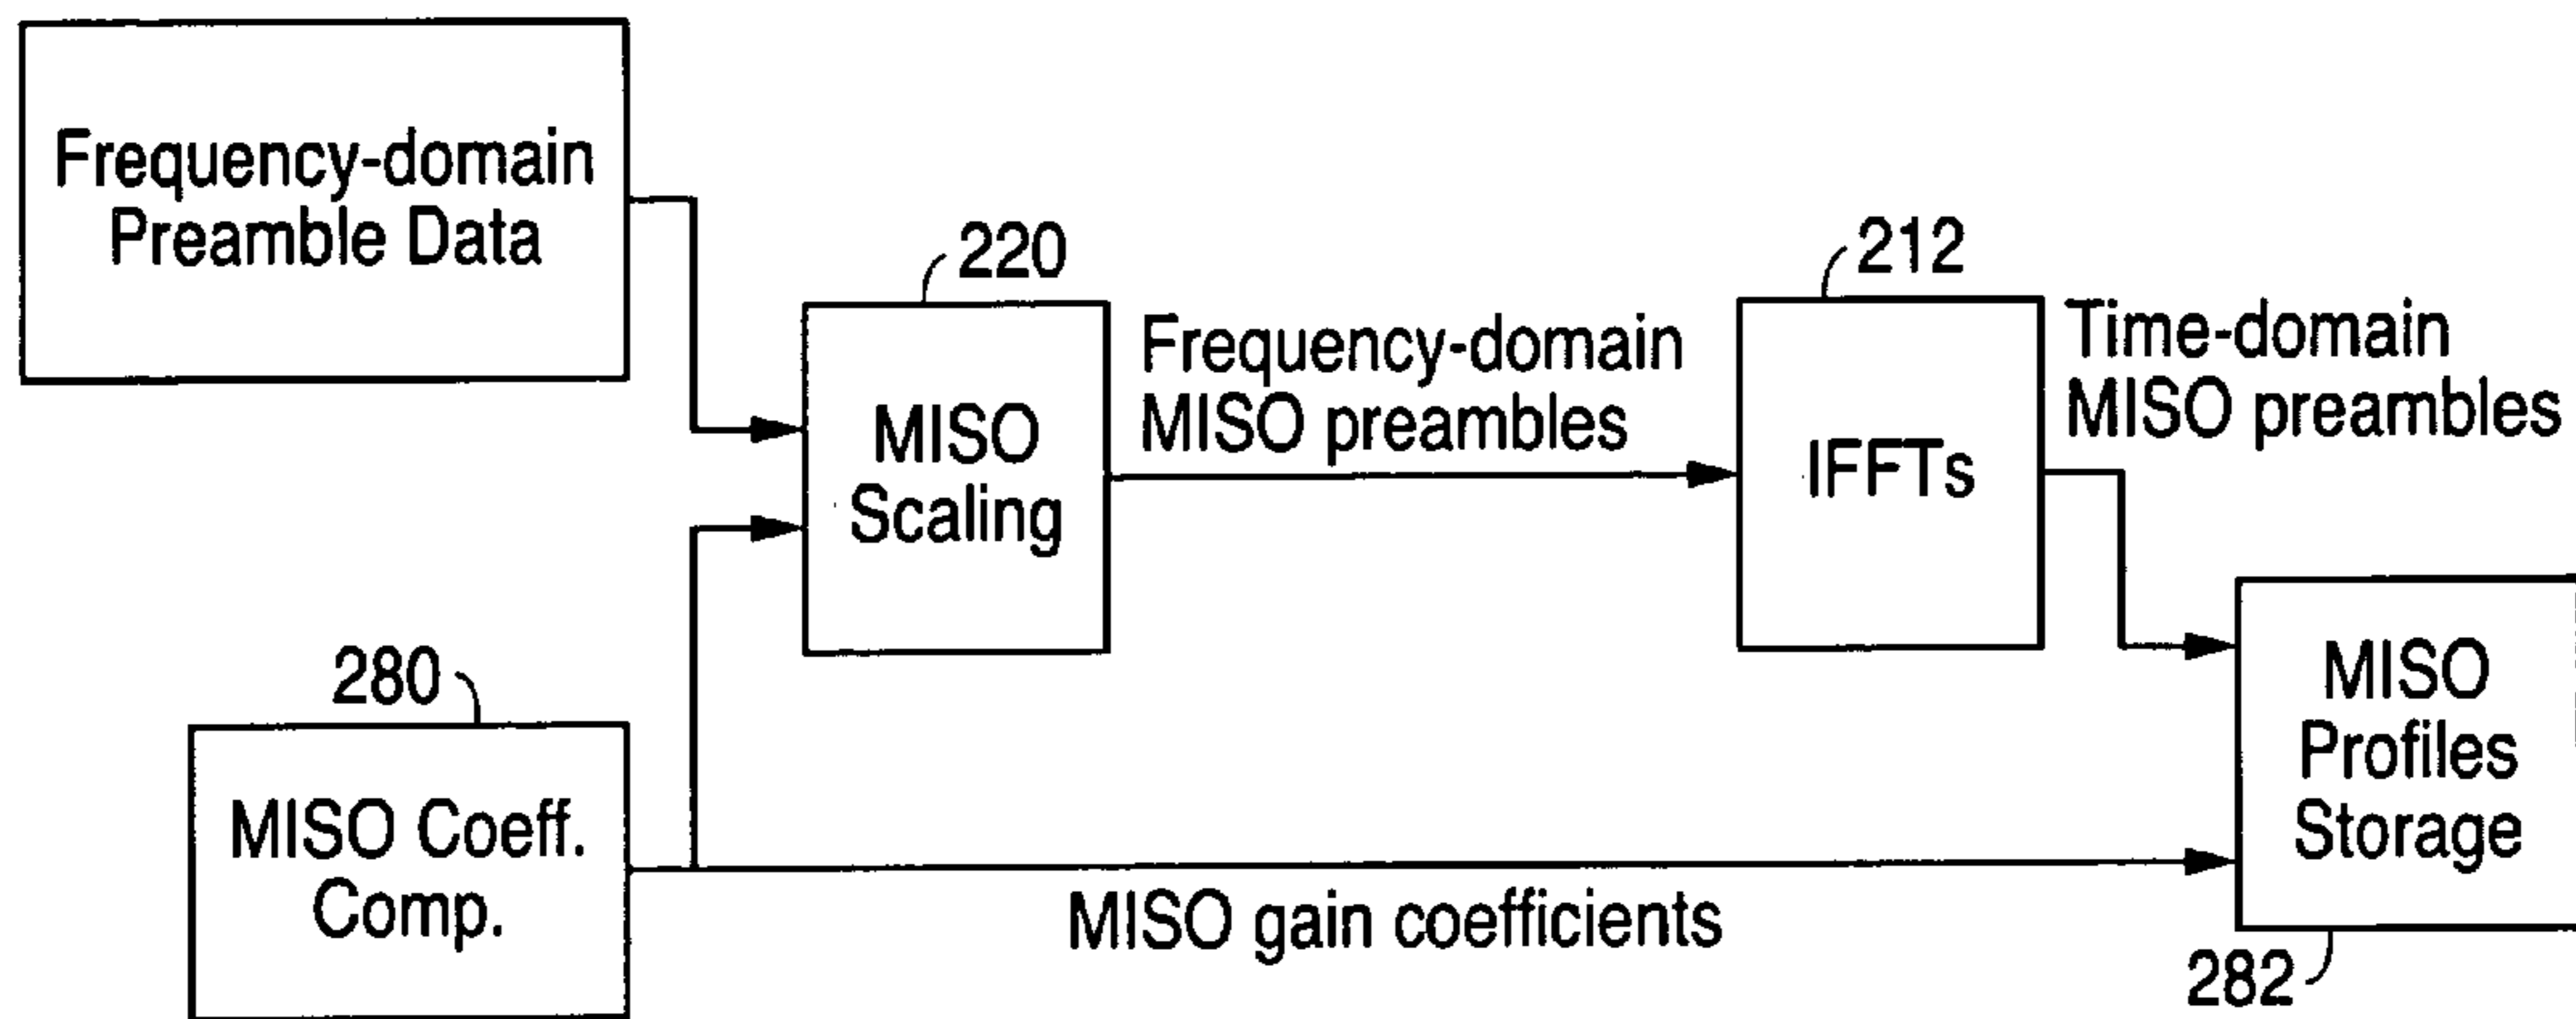 Frequency-domain
Preamble Data
220
MISO
Scaling
Frequency-domain
MISO preambles
212
IFFTs
Time-domain
MISO preambles
280
MISO Coeff.
Comp.
MISO gain coefficients
MISO
Profiles
Storage
282